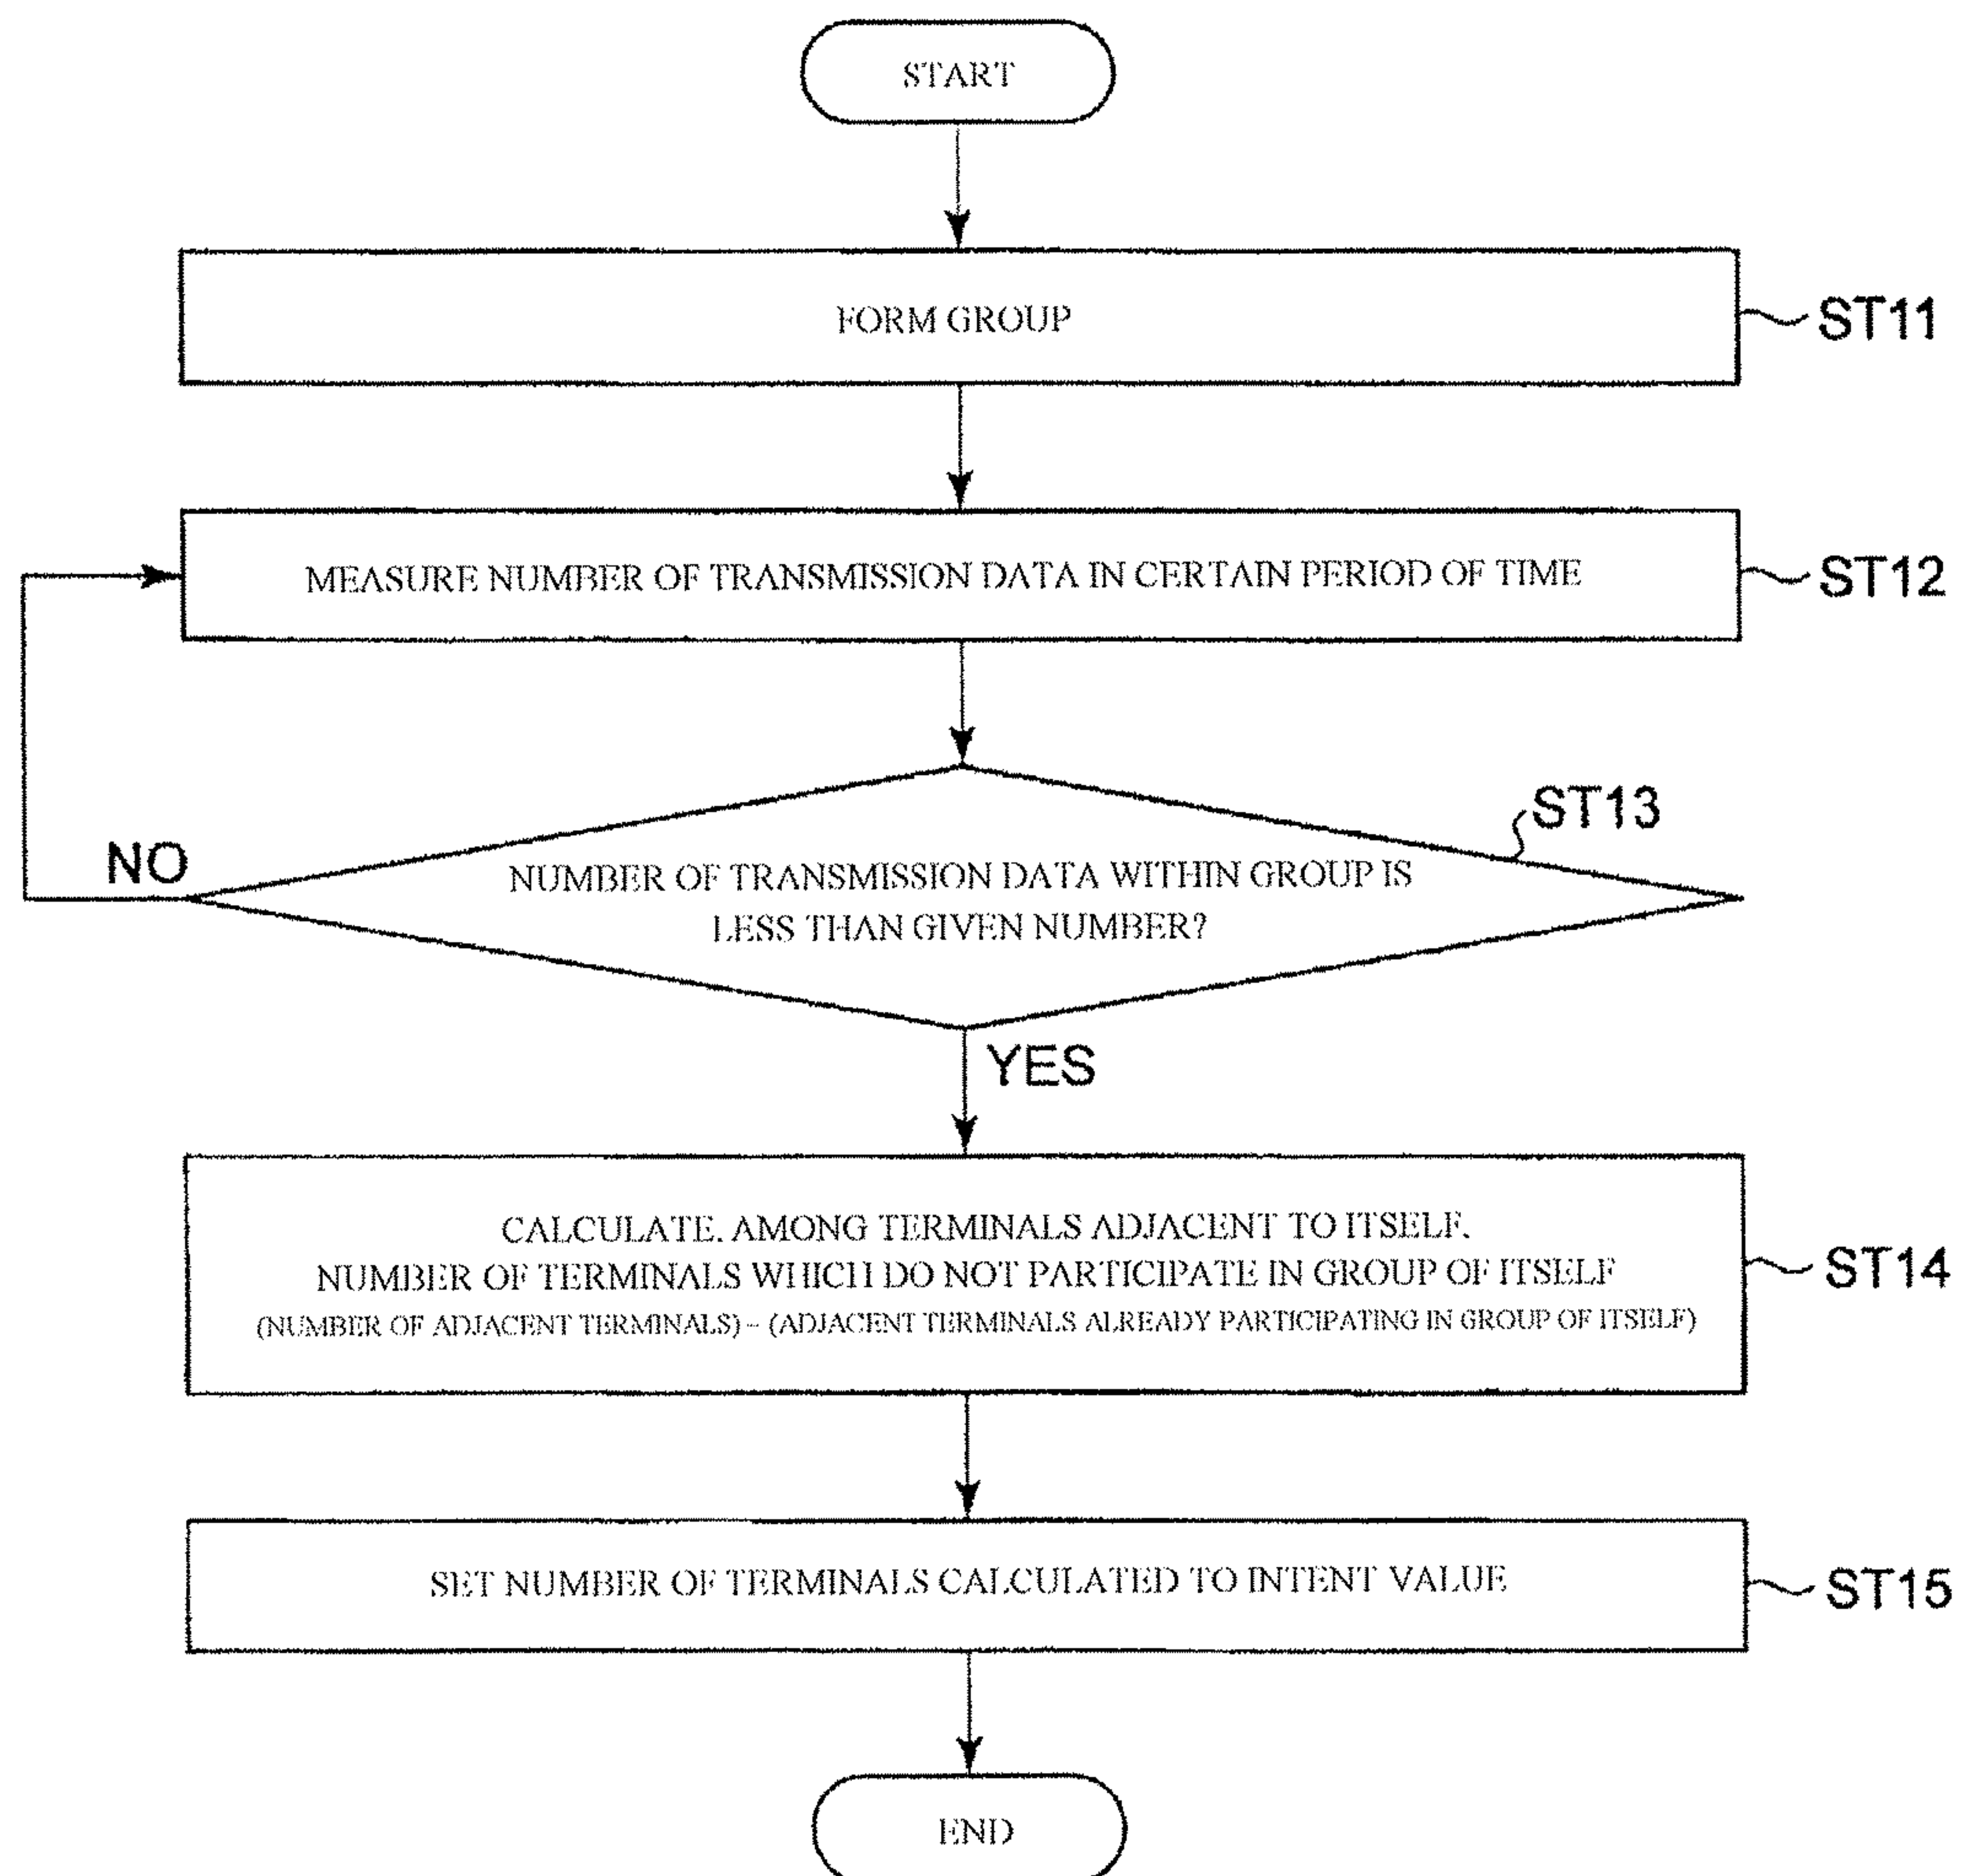 START
FORM GROUP
ST11
MEASURE NUMBER OF TRANSMISSION DATA IN CERTAIN PERIOD OF TIME
ST12
ST13
NUMBER OF TRANSMISSION DATA WITHIN GROUP IS
LESS THAN GIVEN NUMBER?
NO
YES
CALCULATE, AMONG TERMINALS ADJACENT TO ITSELF,
NUMBER OF TERMINALS WHICH DO NOT PARTICIPATE IN GROUP OF ITSELF
(NUMBER OF ADJACENT TERMINALS) – (ADJACENT TERMINALS ALREADY PARTICIPATING IN GROUP OF ITSELF)
ST14
SET NUMBER OF TERMINALS CALCULATED TO INTENT VALUE
ST15
END